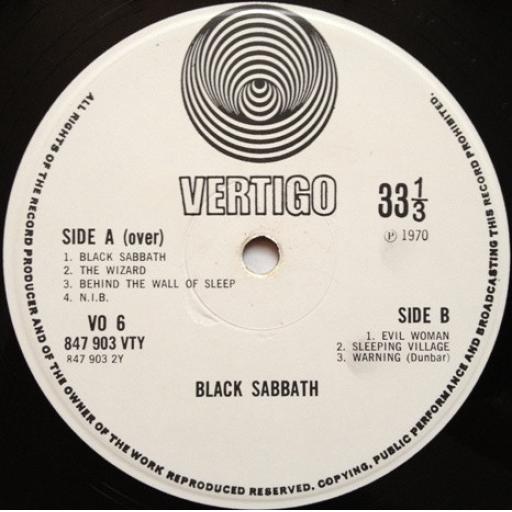 VERTIGO
33 1/3
℗ 1970
SIDE A (over)
1. BLACK SABBATH
2. THE WIZARD
3. BEHIND THE WALL OF SLEEP
4. N.I.B.
VO 6
847 903 VTY
847 903 2Y
SIDE B
1. EVIL WOMAN
2. SLEEPING VILLAGE
3. WARNING (Dunbar)
BLACK SABBATH
ALL RIGHTS OF THE RECORD PRODUCER AND OF THE OWNER OF THE WORK REPRODUCED RESERVED. COPYING, PUBLIC PERFORMANCE AND BROADCASTING THIS RECORD PROHIBITED.